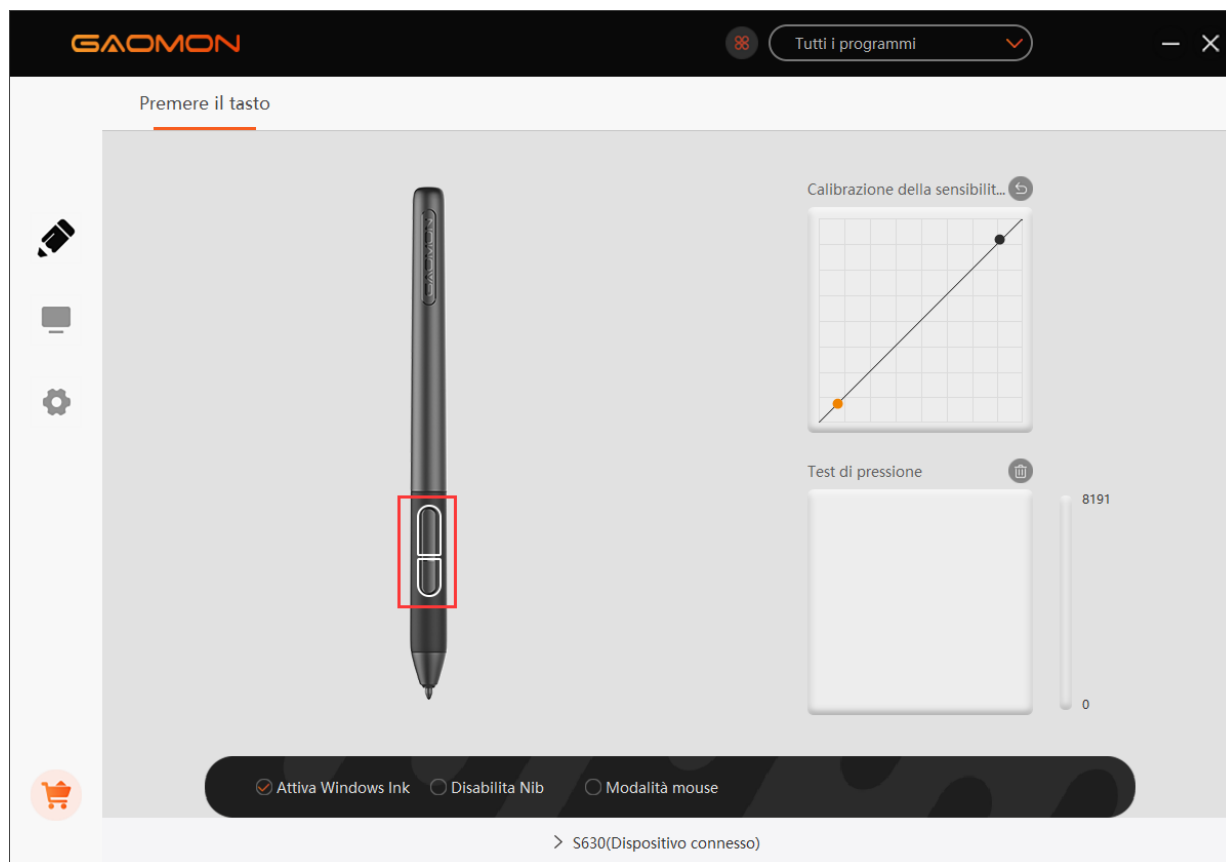 GAOMON
Tutti i programmi
Premere il tasto
GAOMON
Calibrazione della sensibilit...
Test di pressione
8191
0
Attiva Windows Ink
Disabilita Nib
Modalità mouse
S630(Dispositivo connesso)